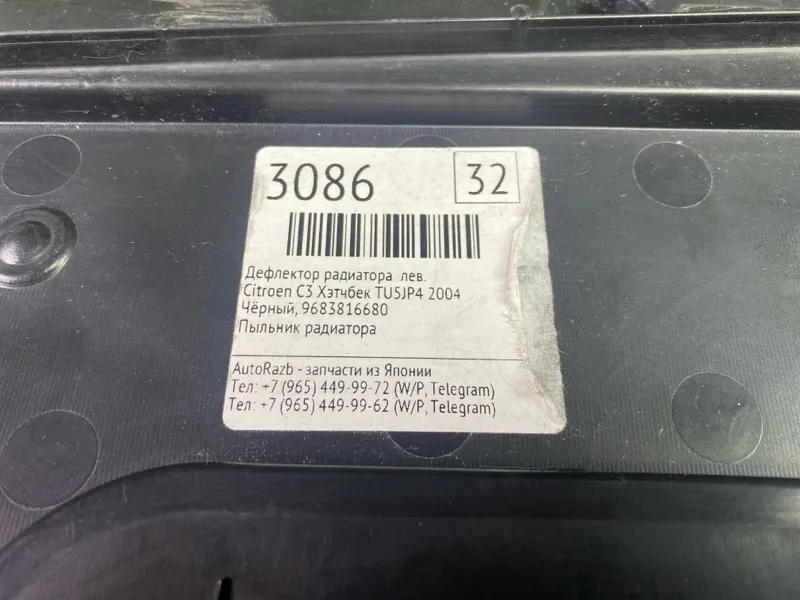 3086 32
Дефлектор радиатора лев.
Citroen C3 Хэтчбек TU5JP4 2004
Чёрный, 9683816680
Пыльник радиатора
AutoRazb - запчасти из Японии
Тел: +7 (965) 449-99-72 (W/P, Telegram)
Тел: +7 (965) 449-99-62 (W/P, Telegram)